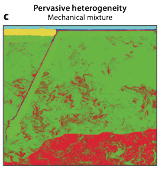 Pervasive heterogeneity
Mechanical mixture
c